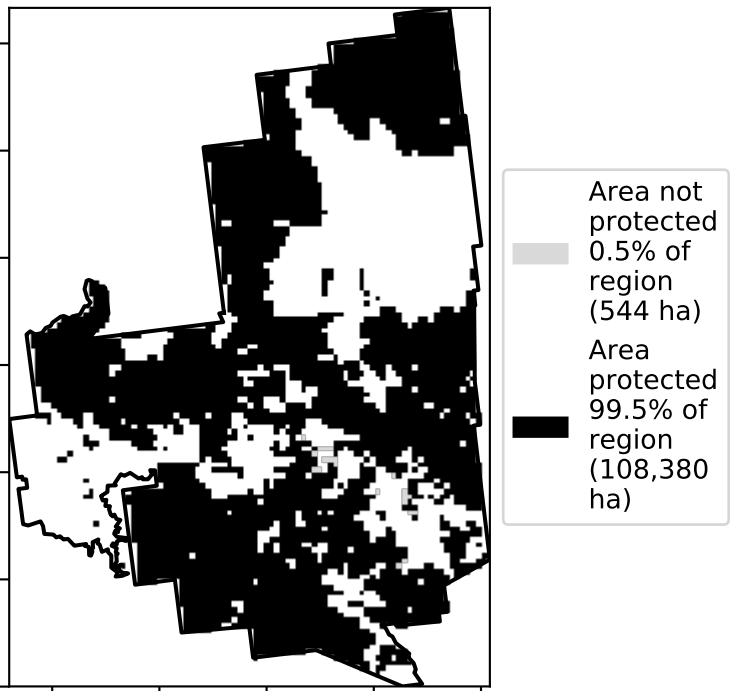 Area not
protected
0.5% of
region
(544 ha)
Area
protected
99.5% of
region
(108,380
ha)